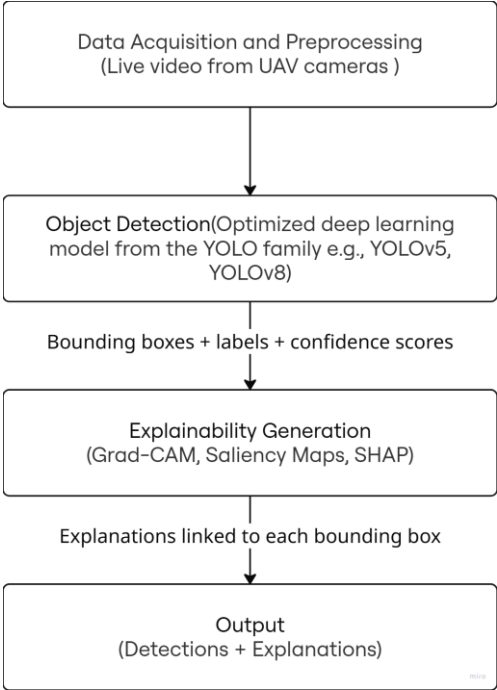 Data Acquisition and Preprocessing
(Live video from UAV cameras )
Object Detection(Optimized deep learning
model from the YOLO family e.g., YOLOv5,
YOLOv8)
Bounding boxes + labels + confidence scores
Explainability Generation
(Grad-CAM, Saliency Maps, SHAP)
Explanations linked to each bounding box
Output
(Detections + Explanations)
miro